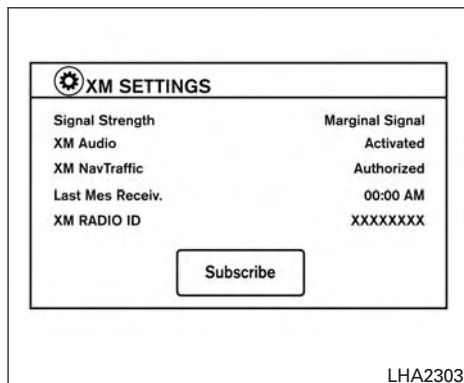 XM SETTINGS
Signal Strength Marginal Signal
XM Audio Activated
XM NavTraffic Authorized
Last Mes Receiv. 00:00 AM
XM RADIO ID XXXXXXXX
Subscribe
LHA2303